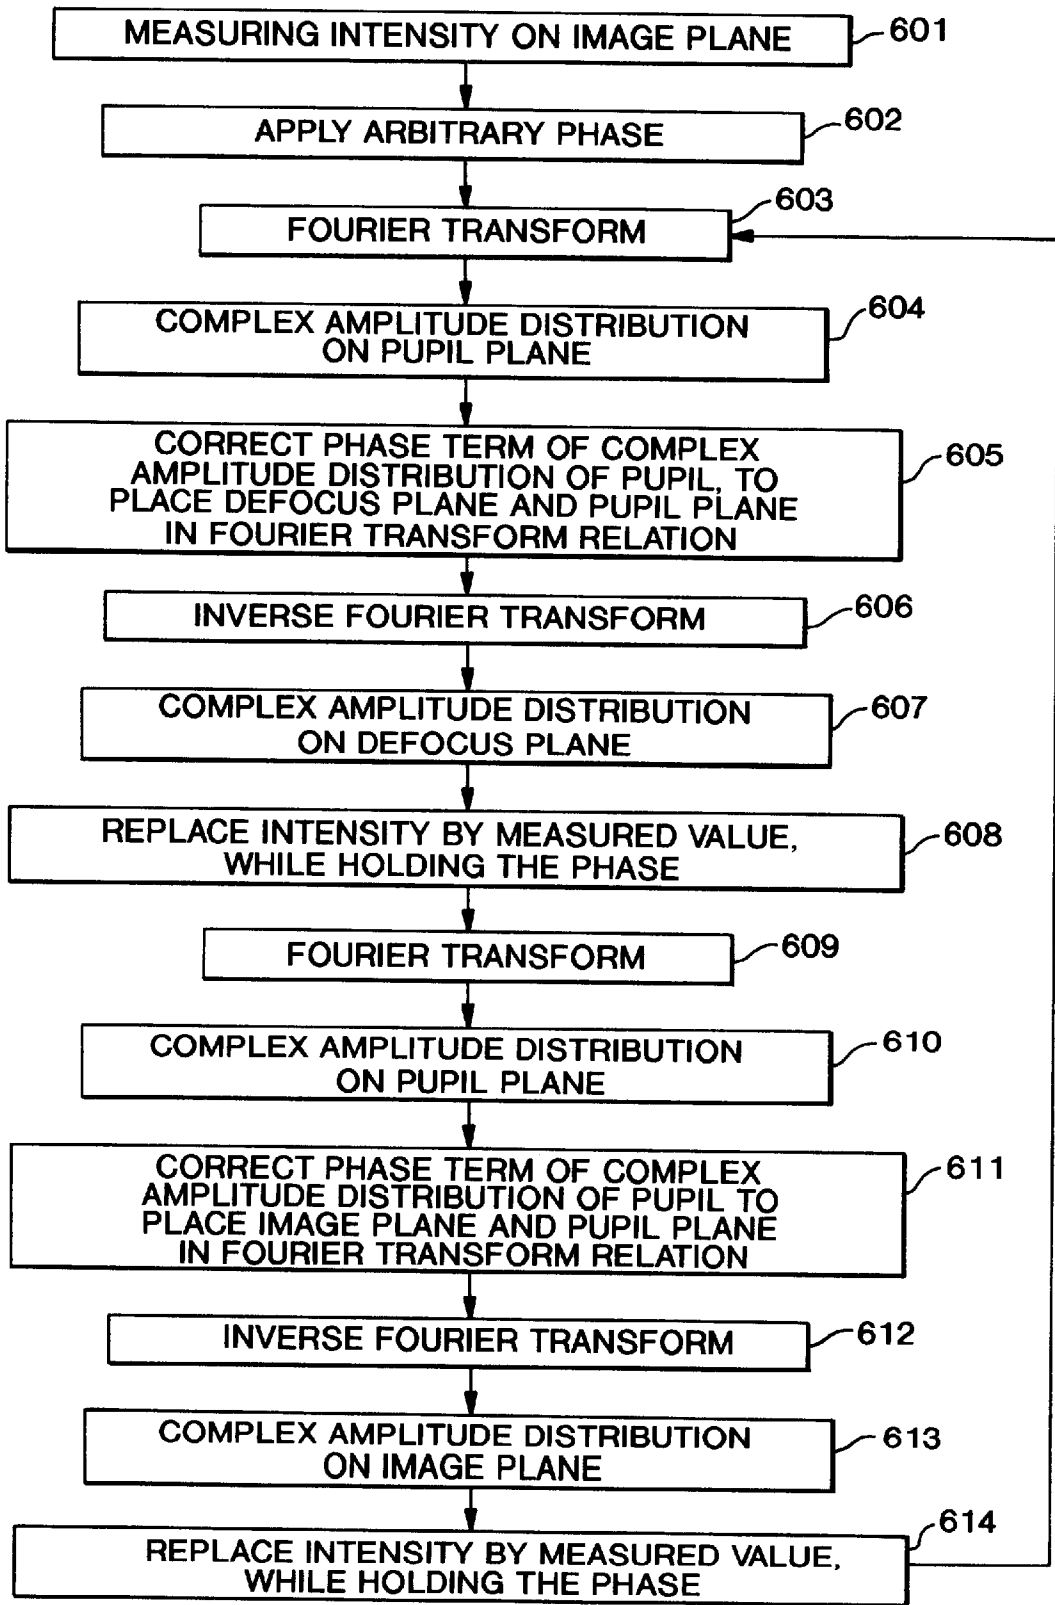 MEASURING INTENSITY ON IMAGE PLANE
601
APPLY ARBITRARY PHASE
602
FOURIER TRANSFORM
603
COMPLEX AMPLITUDE DISTRIBUTION
ON PUPIL PLANE
604
CORRECT PHASE TERM OF COMPLEX
AMPLITUDE DISTRIBUTION OF PUPIL, TO
PLACE DEFOCUS PLANE AND PUPIL PLANE
IN FOURIER TRANSFORM RELATION
605
INVERSE FOURIER TRANSFORM
606
COMPLEX AMPLITUDE DISTRIBUTION
ON DEFOCUS PLANE
607
REPLACE INTENSITY BY MEASURED VALUE,
WHILE HOLDING THE PHASE
608
FOURIER TRANSFORM
609
COMPLEX AMPLITUDE DISTRIBUTION
ON PUPIL PLANE
610
CORRECT PHASE TERM OF COMPLEX
AMPLITUDE DISTRIBUTION OF PUPIL TO
PLACE IMAGE PLANE AND PUPIL PLANE
IN FOURIER TRANSFORM RELATION
611
INVERSE FOURIER TRANSFORM
612
COMPLEX AMPLITUDE DISTRIBUTION
ON IMAGE PLANE
613
REPLACE INTENSITY BY MEASURED VALUE,
WHILE HOLDING THE PHASE
614